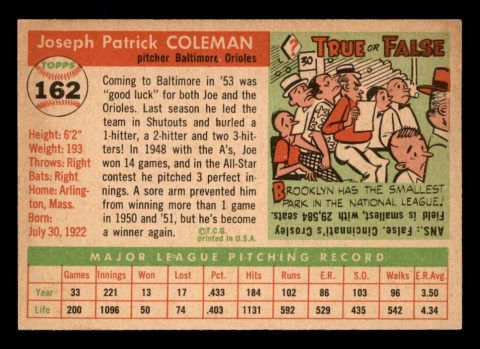 Joseph Patrick COLEMAN
pitcher Baltimore Orioles
TOPPS
162
Height: 6'2"
Weight: 193
Throws: Right
Bats: Right
Home: Arling-
ton, Mass.
Born:
July 30, 1922
Coming to Baltimore in '53 was
"good luck" for both Joe and the
Orioles. Last season he led the
team in Shutouts and hurled a
1-hitter, a 2-hitter and two 3-hit-
ters! In 1948 with the A's, Joe
won 14 games, and in the All-Star
contest he pitched 3 perfect inn-
ings. A sore arm prevented him
from winning more than 1 game
in 1950 and '51, but he's become
a winner again.
©T.C.G.
printed in U.S.A.
?
30
TRUE OR FALSE
BROOKLYN HAS THE SMALLEST
PARK IN THE NATIONAL LEAGUE!
ANS.: False. Cincinnati's Crosley
Field is smallest, with 29,584 seats.
MAJOR LEAGUE PITCHING RECORD
Games Innings Won Lost Pct. Hits Runs E.R. S.O. Walks E.R.Avg.
Year 33 221 13 17 .433 184 102 86 103 96 3.50
Life 200 1096 50 74 .403 1131 592 529 435 542 4.34